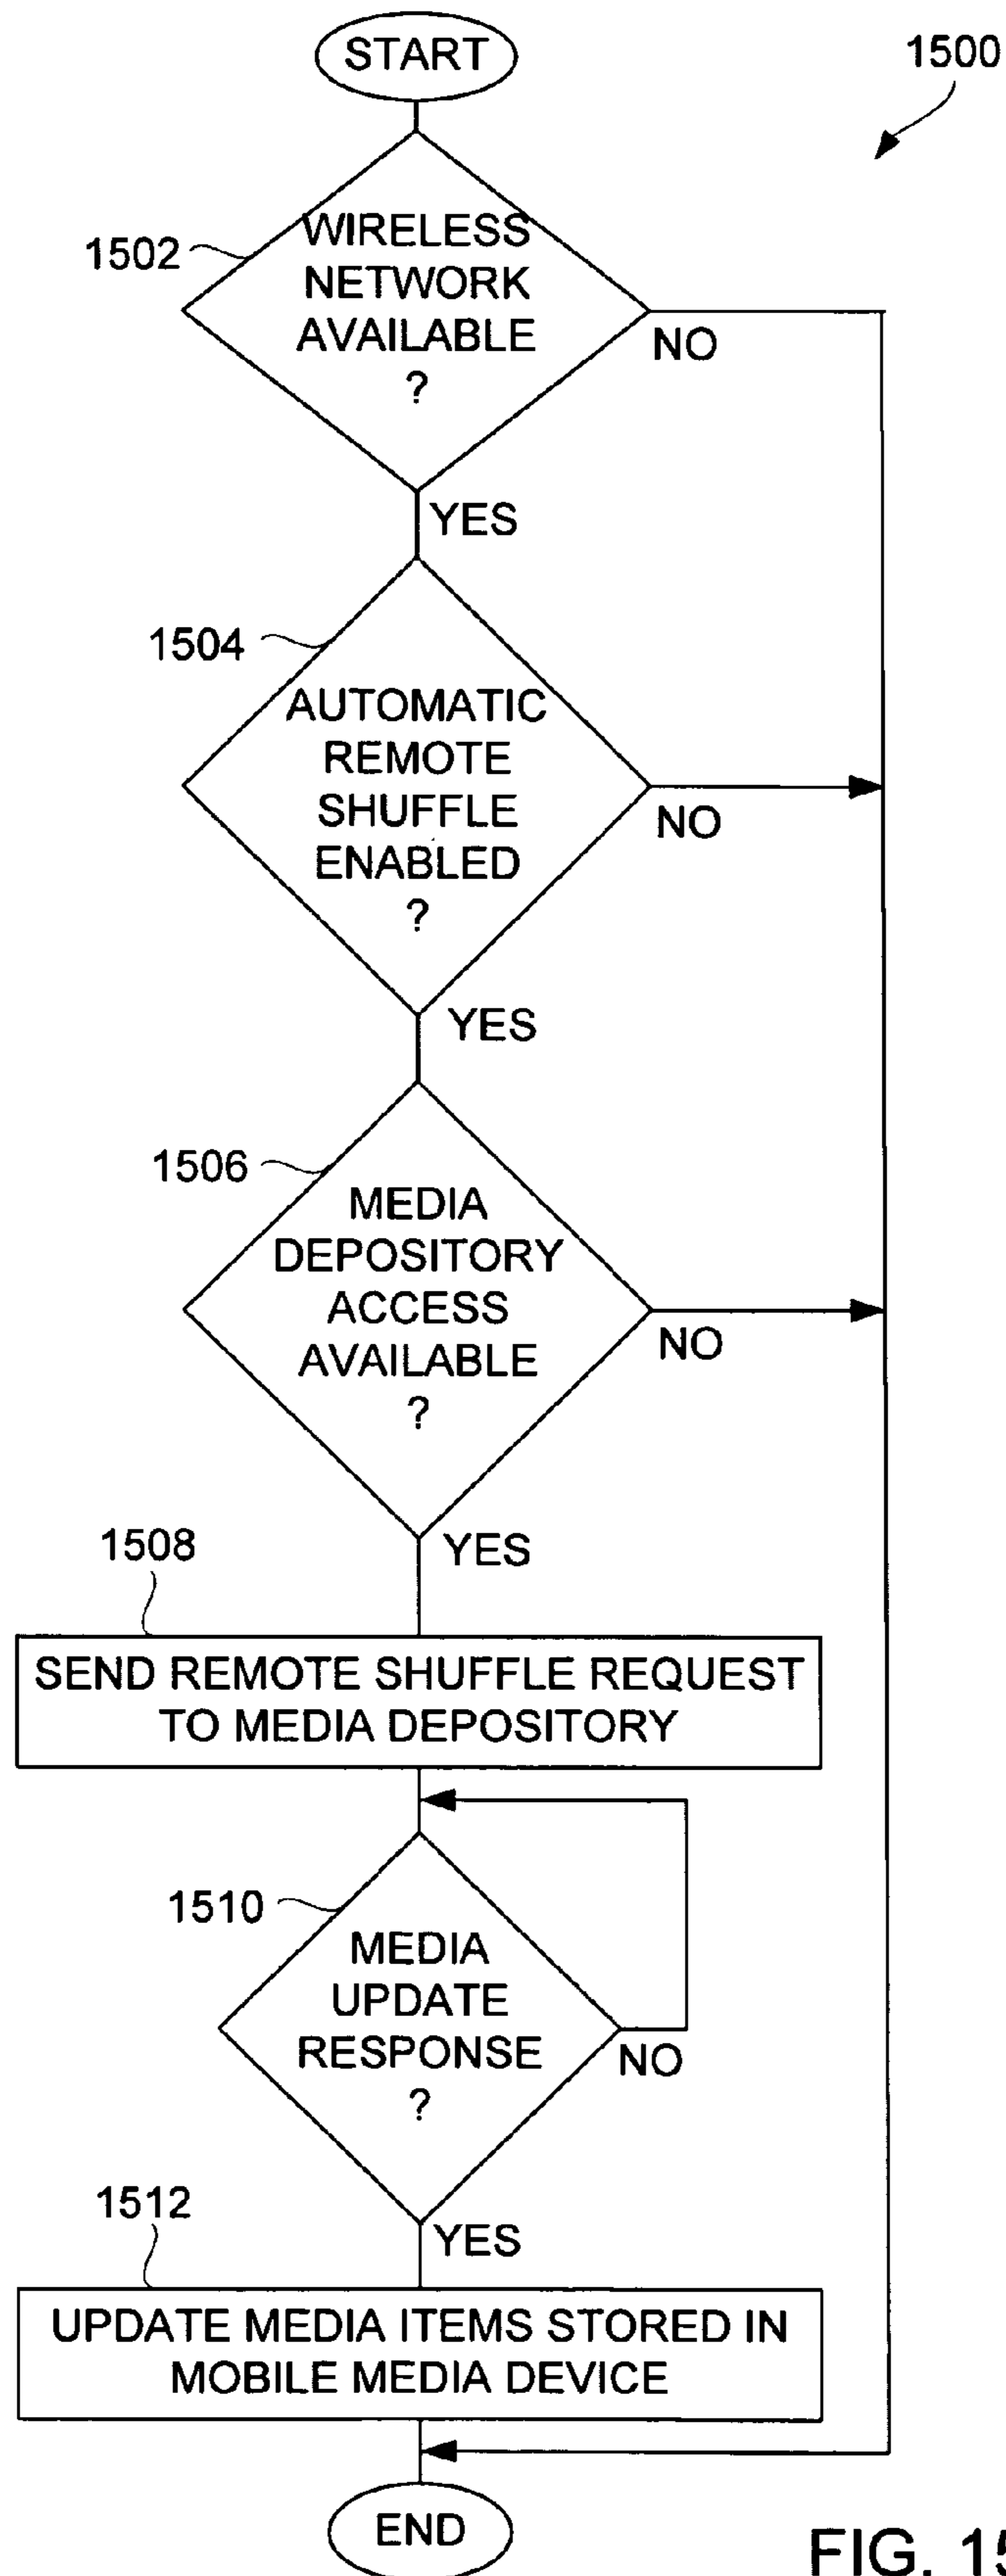 START
1500
1502
WIRELESS
NETWORK
AVAILABLE
?
NO
YES
1504
AUTOMATIC
REMOTE
SHUFFLE
ENABLED
?
NO
YES
1506
MEDIA
DEPOSITORY
ACCESS
AVAILABLE
?
NO
YES
1508
SEND REMOTE SHUFFLE REQUEST
TO MEDIA DEPOSITORY
1510
MEDIA
UPDATE
RESPONSE
?
NO
YES
1512
UPDATE MEDIA ITEMS STORED IN
MOBILE MEDIA DEVICE
END
FIG. 15